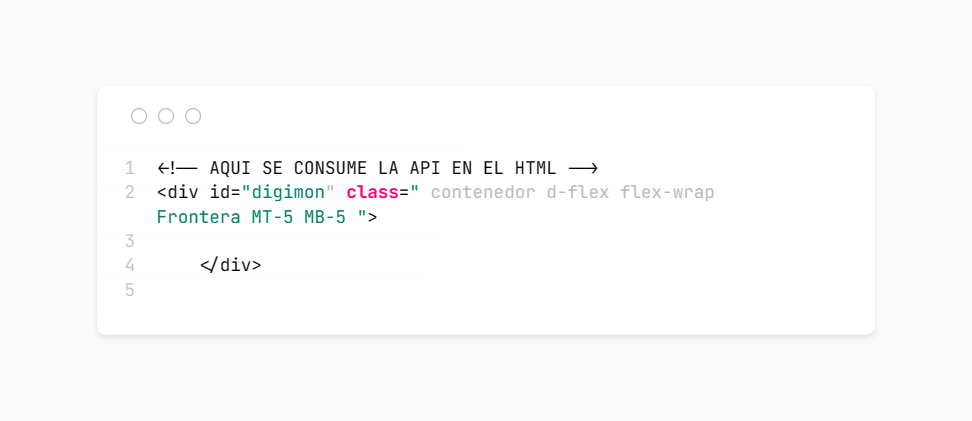 1 <!-- AQUI SE CONSUME LA API EN EL HTML -->
2 <div id="digimon" class=" contenedor d-flex flex-wrap
Frontera MT-5 MB-5 ">
3
4 </div>
5